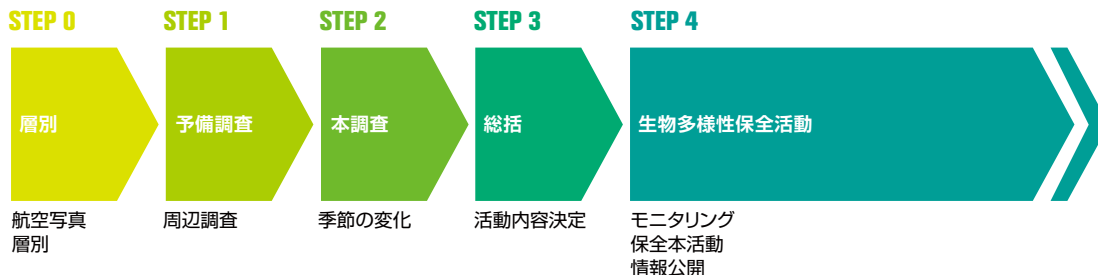 STEP 0
STEP 1
STEP 2
STEP 3
STEP 4
層別
予備調査
本調査
総括
生物多様性保全活動
航空写真
層別
周辺調査
季節の変化
活動内容決定
モニタリング
保全本活動
情報公開